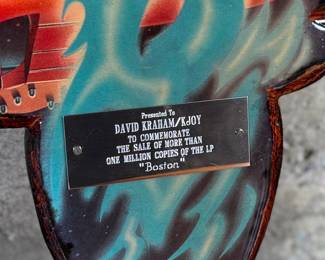 Presented To
DAVID KRAHAM/KJOY
TO COMMEMORATE
THE SALE OF MORE THAN
ONE MILLION COPIES OF THE LP
"Boston"